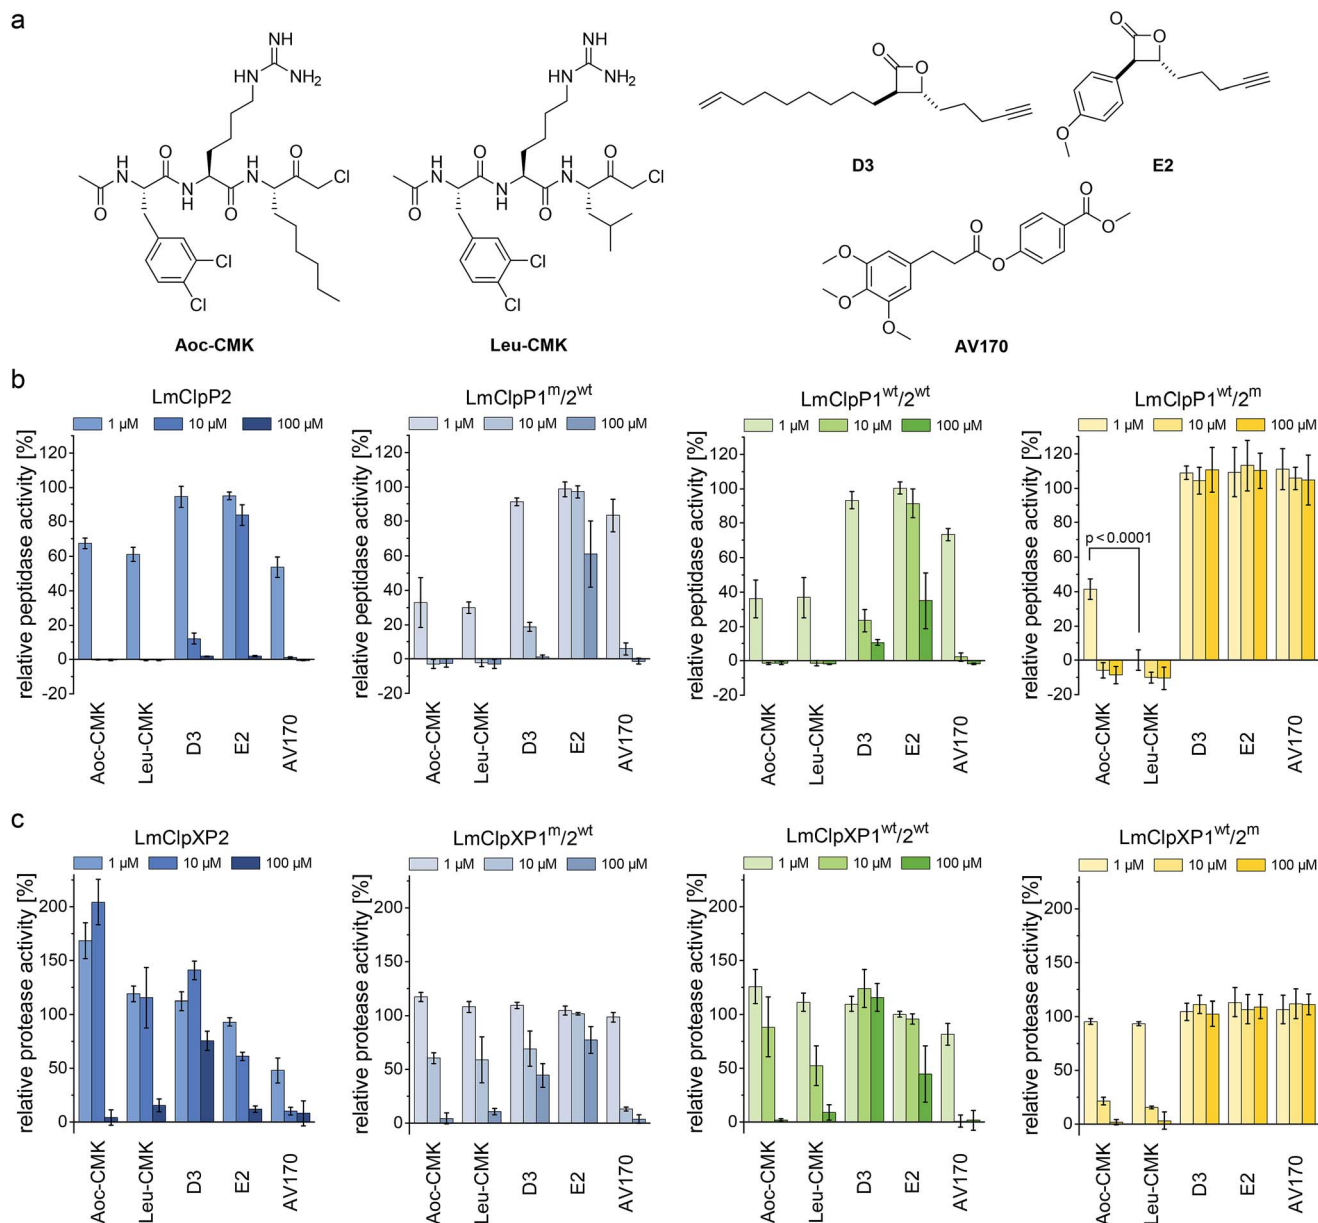 a
NH
HN
NH₂
H
N
O
N
H
O
H
N
O
Cl
O
Cl
Cl
Aoc-CMK
NH
HN
NH₂
H
N
O
N
H
O
H
N
O
Cl
O
Cl
Cl
Leu-CMK
O
O
D3
O
O
O
E2
O
O
O
O
O
O
O
AV170
b
LmClpP2
1 µM 10 µM 100 µM
relative peptidase activity [%]
120
100
80
60
40
20
0
-20
Aoc-CMK
Leu-CMK
D3
E2
AV170
LmClpP1ᵐ/2ʷᵗ
1 µM 10 µM 100 µM
relative peptidase activity [%]
120
100
80
60
40
20
0
-20
Aoc-CMK
Leu-CMK
D3
E2
AV170
LmClpP1ʷᵗ/2ʷᵗ
1 µM 10 µM 100 µM
relative peptidase activity [%]
120
100
80
60
40
20
0
-20
Aoc-CMK
Leu-CMK
D3
E2
AV170
LmClpP1ʷᵗ/2ᵐ
1 µM 10 µM 100 µM
relative peptidase activity [%]
120
100
80
60
40
20
0
-20
p < 0.0001
Aoc-CMK
Leu-CMK
D3
E2
AV170
c
LmClpXP2
1 µM 10 µM 100 µM
relative protease activity [%]
200
150
100
50
0
Aoc-CMK
Leu-CMK
D3
E2
AV170
LmClpXP1ᵐ/2ʷᵗ
1 µM 10 µM 100 µM
relative protease activity [%]
200
150
100
50
0
Aoc-CMK
Leu-CMK
D3
E2
AV170
LmClpXP1ʷᵗ/2ʷᵗ
1 µM 10 µM 100 µM
relative protease activity [%]
200
150
100
50
0
Aoc-CMK
Leu-CMK
D3
E2
AV170
LmClpXP1ʷᵗ/2ᵐ
1 µM 10 µM 100 µM
relative protease activity [%]
200
150
100
50
0
Aoc-CMK
Leu-CMK
D3
E2
AV170